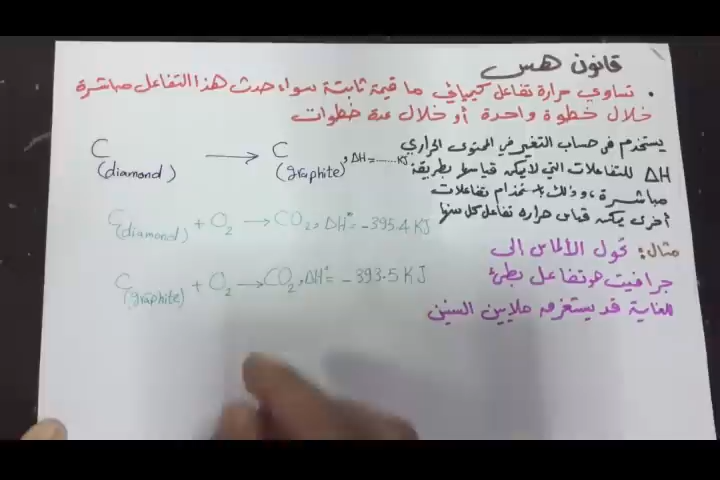 قانون هس
• تساوي حرارة تفاعل كيميائي ما قيمة ثابتة سواء حدث هذا التفاعل مباشرة
خلال خطوة واحدة أو خلال عدة خطوات
C(diamond) → C(graphite), ΔH = ...... KJ
يستخدم في حساب التغير في المحتوى الحراري
ΔH للتفاعلات التي لا يمكن قياسها بطريقة
مباشرة، وذلك باستخدام تفاعلات
أخرى يمكن قياس حرارة تفاعل كل منها
C(diamond) + O₂ → CO₂, ΔH° = -395.4 KJ
C(graphite) + O₂ → CO₂, ΔH° = -393.5 KJ
مثال: تحول الألماس الى
جرافيت هو تفاعل بطئ
للغاية قد يستغرق ملايين السنين